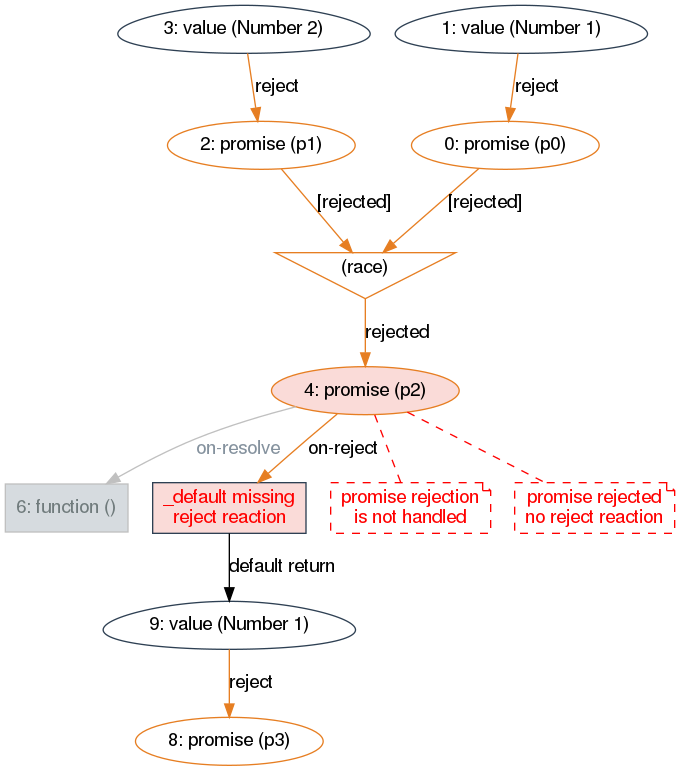 3: value (Number 2)
1: value (Number 1)
reject
reject
2: promise (p1)
0: promise (p0)
[rejected]
[rejected]
(race)
rejected
4: promise (p2)
on-resolve
on-reject
6: function ()
_default missing
reject reaction
promise rejection
is not handled
promise rejected
no reject reaction
default return
9: value (Number 1)
reject
8: promise (p3)